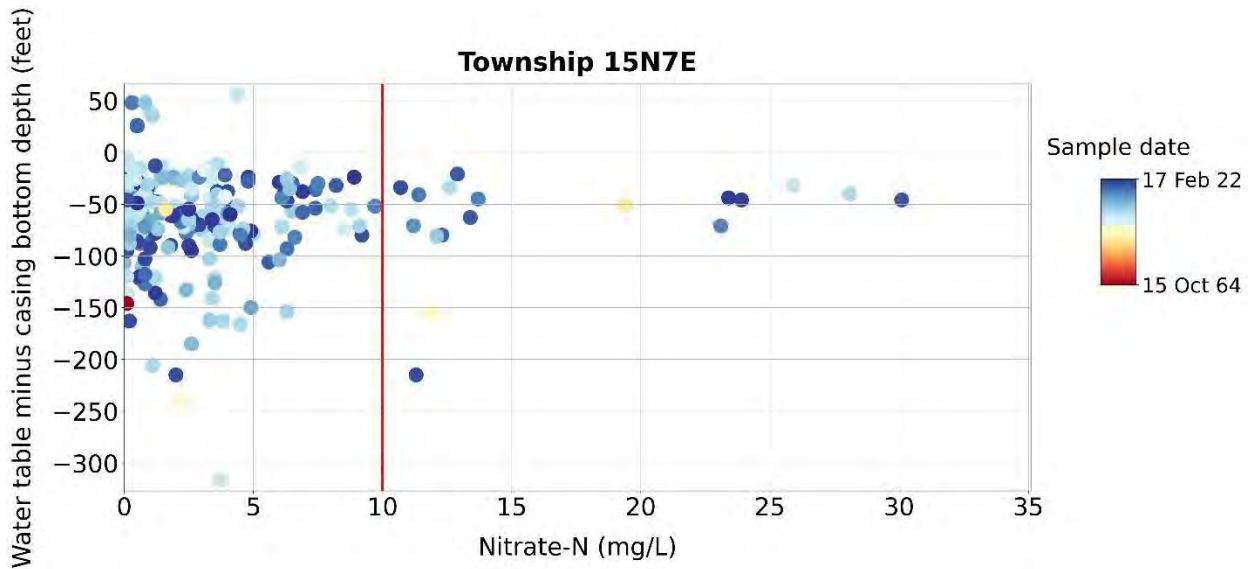 Township 15N7E
Water table minus casing bottom depth (feet)
50
0
−50
−100
−150
−200
−250
−300
0 5 10 15 20 25 30 35
Nitrate-N (mg/L)
Sample date
17 Feb 22
15 Oct 64